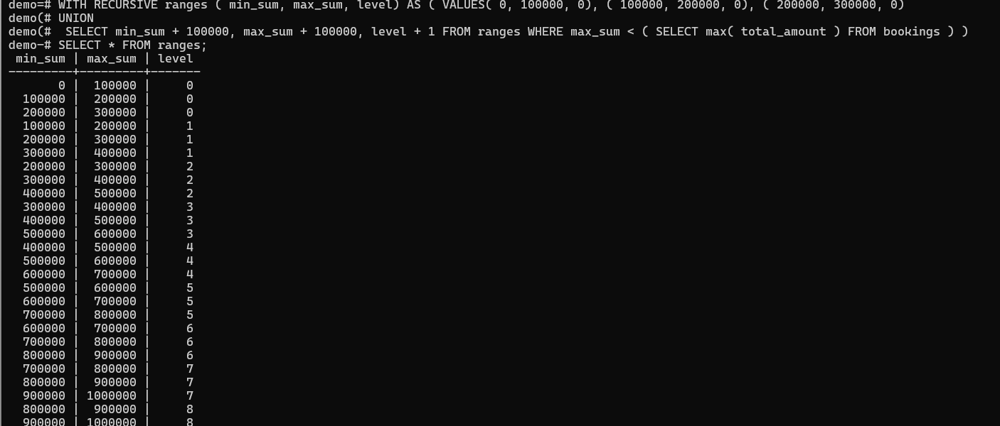 demo=# WITH RECURSIVE ranges ( min_sum, max_sum, level) AS ( VALUES( 0, 100000, 0), ( 100000, 200000, 0), ( 200000, 300000, 0)
demo(# UNION
demo(#  SELECT min_sum + 100000, max_sum + 100000, level + 1 FROM ranges WHERE max_sum < ( SELECT max( total_amount ) FROM bookings ) )
demo-# SELECT * FROM ranges;
 min_sum | max_sum | level
---------+---------+-------
       0 |  100000 |     0
  100000 |  200000 |     0
  200000 |  300000 |     0
  100000 |  200000 |     1
  200000 |  300000 |     1
  300000 |  400000 |     1
  200000 |  300000 |     2
  300000 |  400000 |     2
  400000 |  500000 |     2
  300000 |  400000 |     3
  400000 |  500000 |     3
  500000 |  600000 |     3
  400000 |  500000 |     4
  500000 |  600000 |     4
  600000 |  700000 |     4
  500000 |  600000 |     5
  600000 |  700000 |     5
  700000 |  800000 |     5
  600000 |  700000 |     6
  700000 |  800000 |     6
  800000 |  900000 |     6
  700000 |  800000 |     7
  800000 |  900000 |     7
  900000 | 1000000 |     7
  800000 |  900000 |     8
  900000 | 1000000 |     8